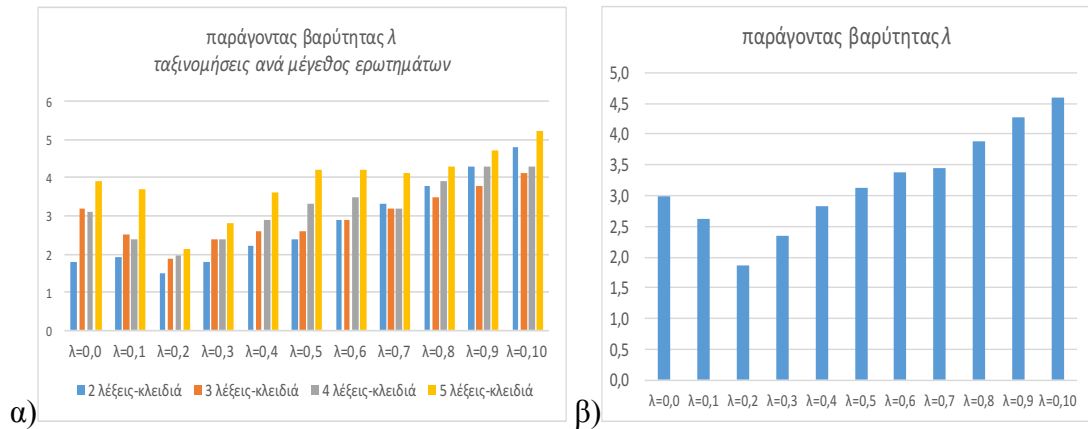 παράγοντας βαρύτητας λ
ταξινομήσεις ανά μέγεθος ερωτημάτων
6
5
4
3
2
1
0
λ=0,0 λ=0,1 λ=0,2 λ=0,3 λ=0,4 λ=0,5 λ=0,6 λ=0,7 λ=0,8 λ=0,9 λ=0,10
2 λέξεις-κλειδιά 3 λέξεις-κλειδιά 4 λέξεις-κλειδιά 5 λέξεις-κλειδιά
α)
παράγοντας βαρύτητας λ
5,0
4,5
4,0
3,5
3,0
2,5
2,0
1,5
1,0
0,5
0,0
λ=0,0 λ=0,1 λ=0,2 λ=0,3 λ=0,4 λ=0,5 λ=0,6 λ=0,7 λ=0,8 λ=0,9 λ=0,10
β)